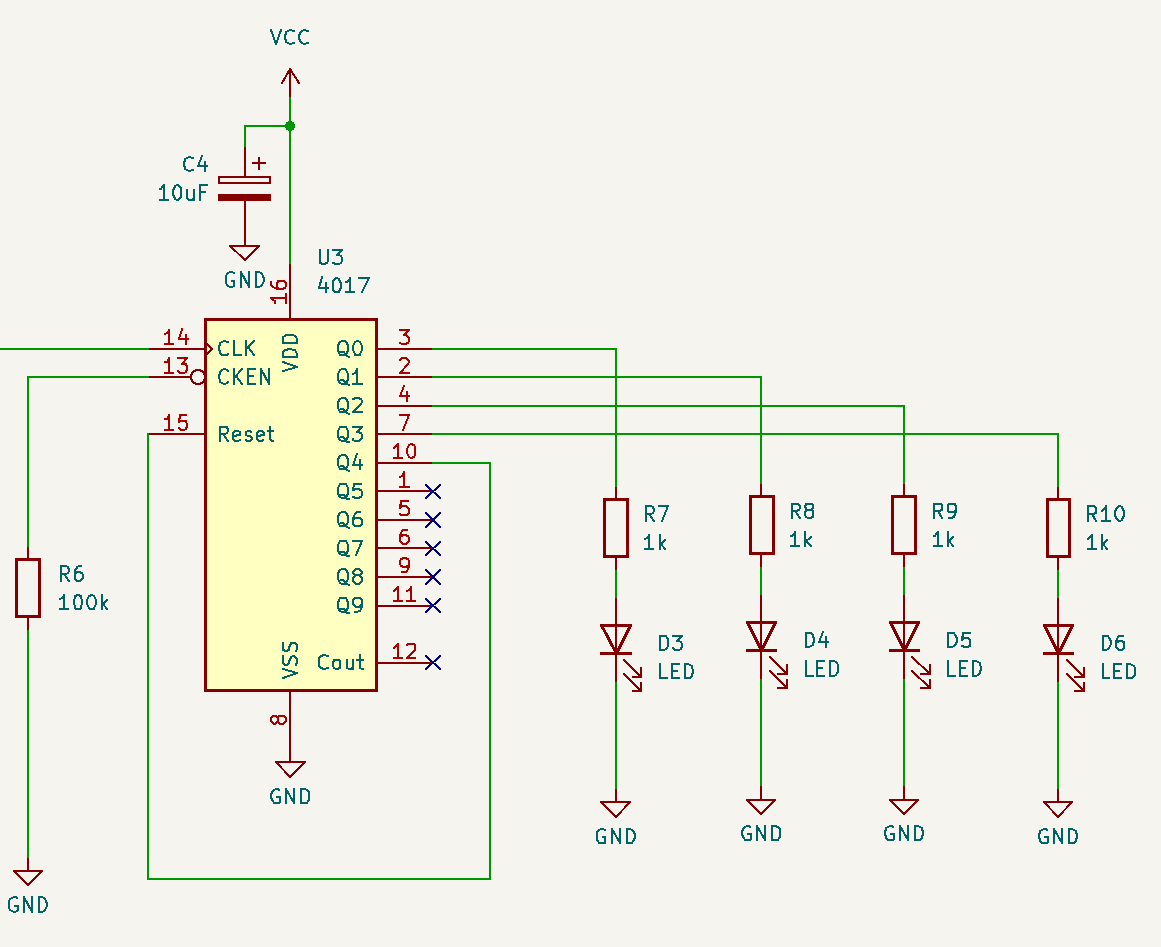 VCC
C4
10uF
+
GND
U3
4017
16
VDD
14
CLK
13
CKEN
15
Reset
Q0
3
Q1
2
Q2
4
Q3
7
Q4
10
Q5
1
Q6
5
Q7
6
Q8
9
Q9
11
Cout
12
VSS
8
GND
R6
100k
GND
R7
1k
R8
1k
R9
1k
R10
1k
D3
LED
D4
LED
D5
LED
D6
LED
GND
GND
GND
GND